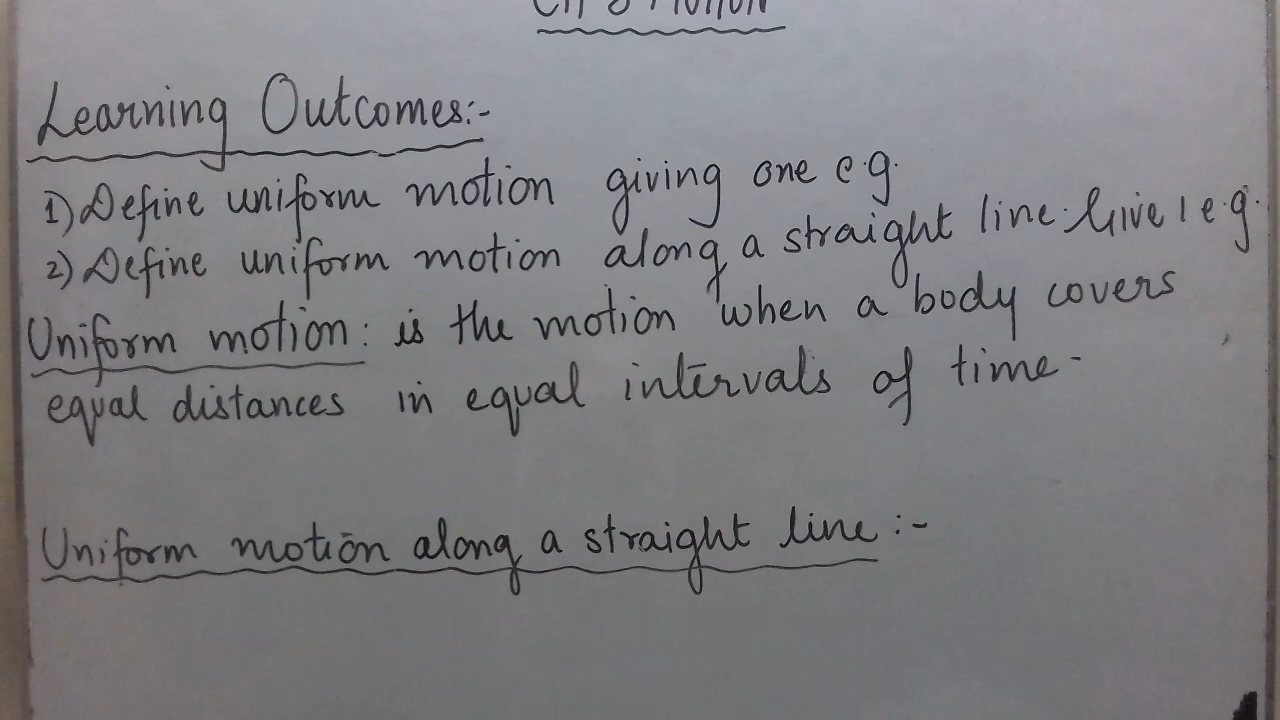 Motion
Learning Outcomes:-
1) Define uniform motion giving one e.g.
2) Define uniform motion along a straight line. Give 1 e.g.
Uniform motion: is the motion when a body covers
equal distances in equal intervals of time.
Uniform motion along a straight line:-